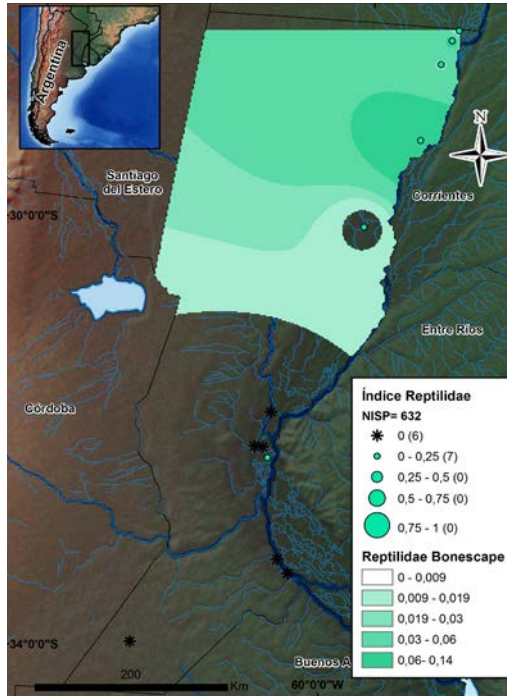 Argentina
N
Santiago
del Estero
30°0'0"S
Corrientes
Entre Ríos
Córdoba
Índice Reptilidae
NISP= 632
0 (6)
0 - 0,25 (7)
0,25 - 0,5 (0)
0,5 - 0,75 (0)
0,75 - 1 (0)
Reptilidae Bonescape
0 - 0,009
0,009 - 0,019
0,019 - 0,03
0,03 - 0,06
0,06- 0,14
34°0'0"S
Buenos A
200
Km
60°0'0"W